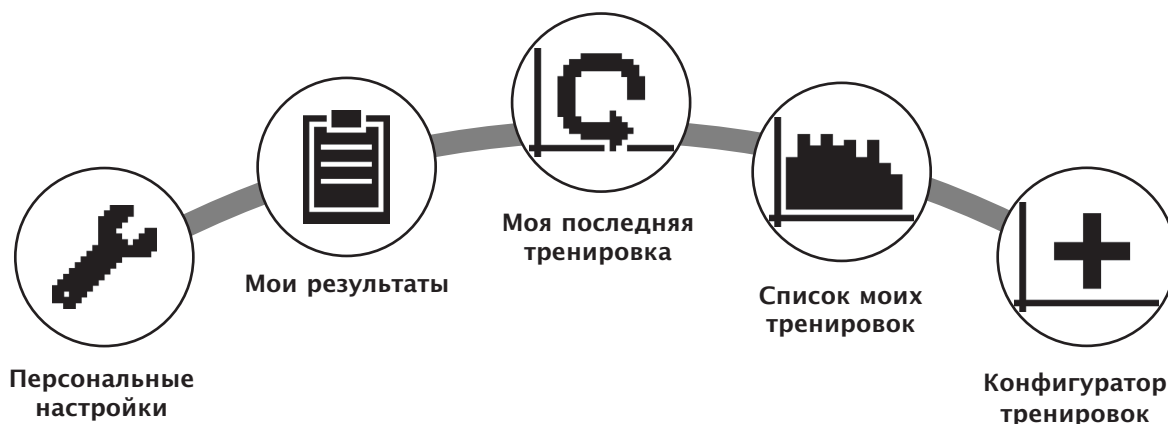 Персональные
настройки
Мои результаты
Моя последняя
тренировка
Список моих
тренировок
Конфигуратор
тренировок